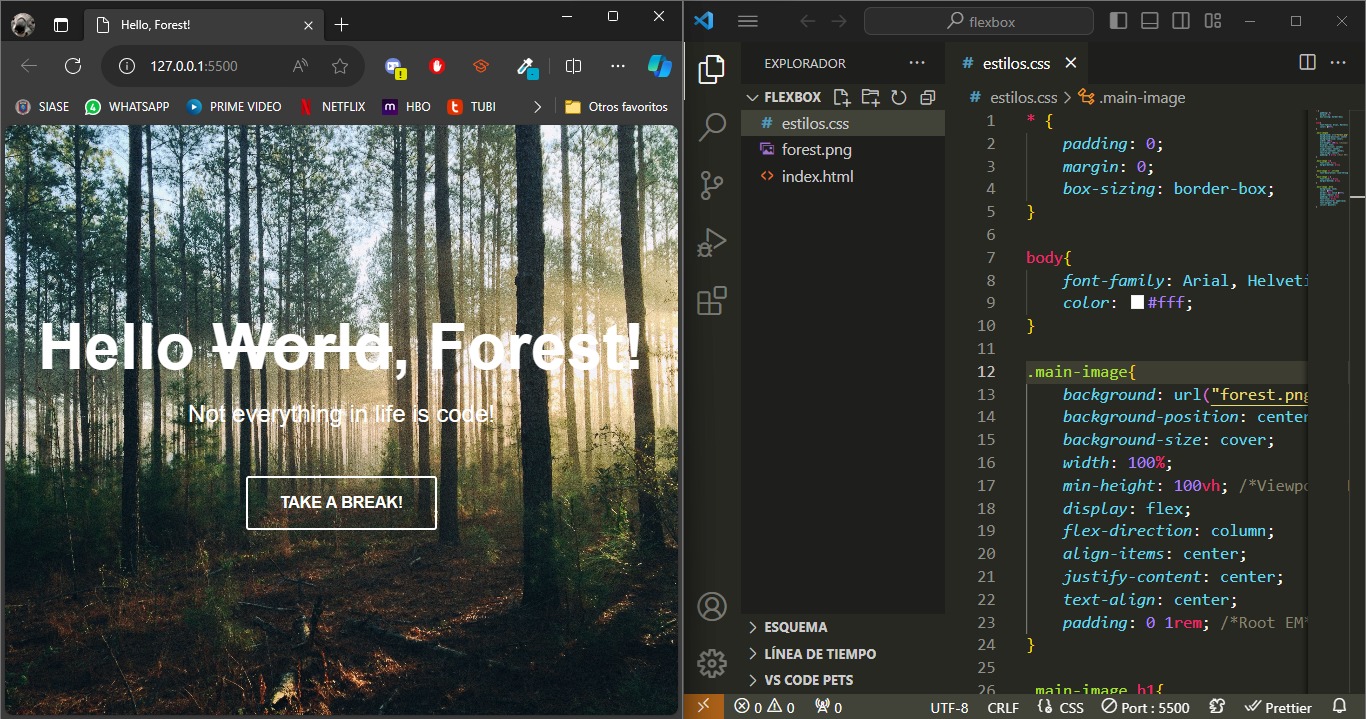 Hello, Forest!
127.0.0.1:5500
SIASE
WHATSAPP
PRIME VIDEO
NETFLIX
HBO
TUBI
Otros favoritos
Hello World, Forest!
Not everything in life is code!
TAKE A BREAK!
flexbox
EXPLORADOR
FLEXBOX
estilos.css
forest.png
index.html
ESQUEMA
LÍNEA DE TIEMPO
VS CODE PETS
estilos.css
estilos.css > .main-image
1 * {
2 padding: 0;
3 margin: 0;
4 box-sizing: border-box;
5 }
6
7 body{
8 font-family: Arial, Helveti
9 color: #fff;
10 }
11
12 .main-image{
13 background: url("forest.png
14 background-position: center
15 background-size: cover;
16 width: 100%;
17 min-height: 100vh; /*Viewpo
18 display: flex;
19 flex-direction: column;
20 align-items: center;
21 justify-content: center;
22 text-align: center;
23 padding: 0 1rem; /*Root EM*
24 }
25
26 .main-image h1{
0 0 0 UTF-8 CRLF CSS Port : 5500 Prettier